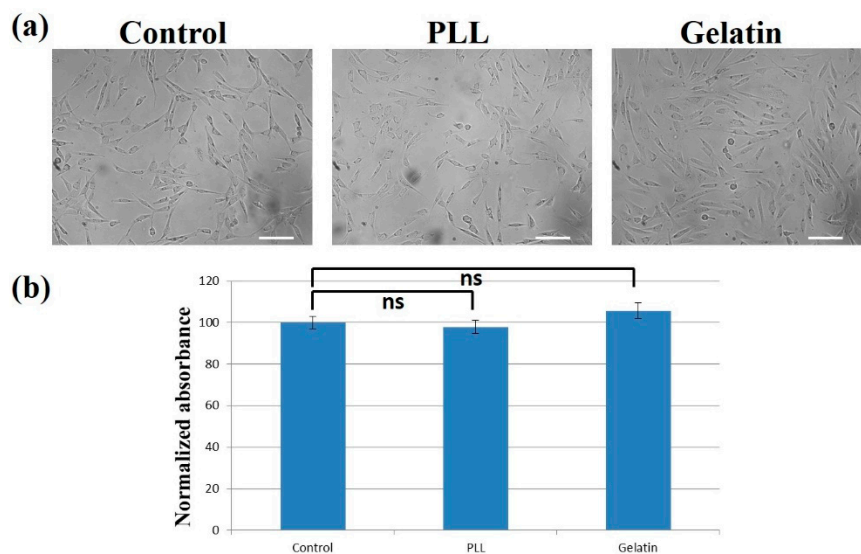 (a)
Control PLL Gelatin
(b)
ns
ns
Normalized absorbance
120
100
80
60
40
20
0
Control PLL Gelatin